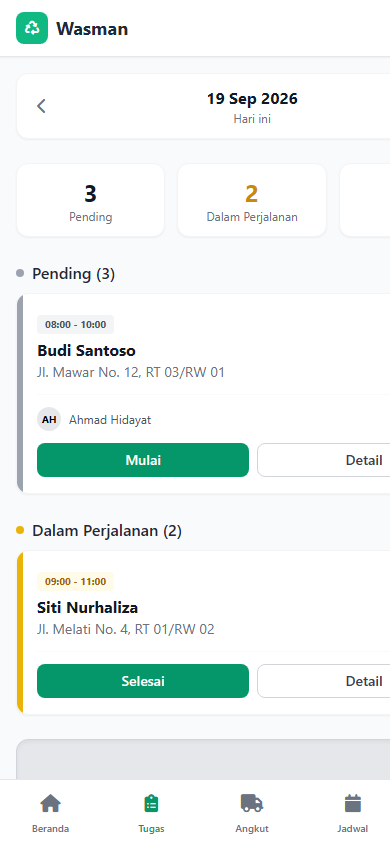 Wasman
19 Sep 2026
Hari ini
3
Pending
2
Dalam Perjalanan
Pending (3)
08:00 - 10:00
Budi Santoso
Jl. Mawar No. 12, RT 03/RW 01
AH Ahmad Hidayat
Mulai Detail
Dalam Perjalanan (2)
09:00 - 11:00
Siti Nurhaliza
Jl. Melati No. 4, RT 01/RW 02
Selesai Detail
Beranda Tugas Angkut Jadwal